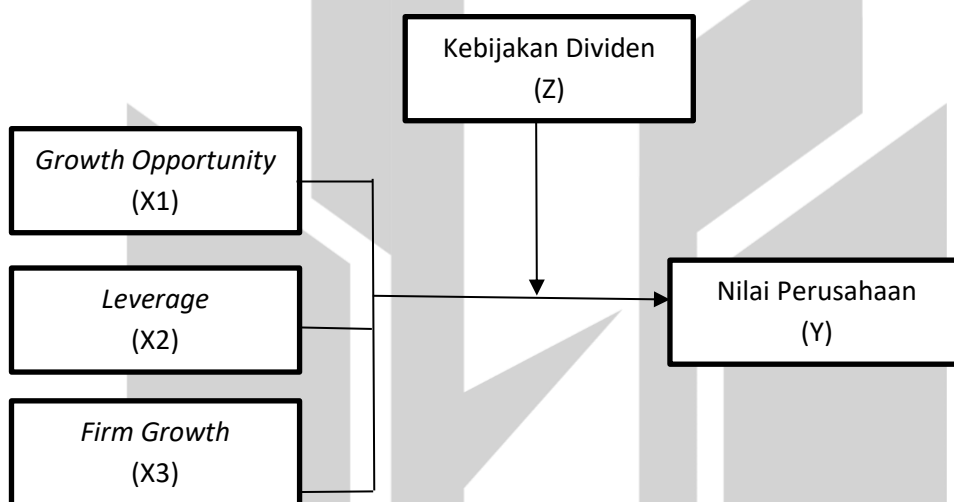 Kebijakan Dividen
(Z)
Growth Opportunity
(X1)
Leverage
(X2)
Nilai Perusahaan
(Y)
Firm Growth
(X3)